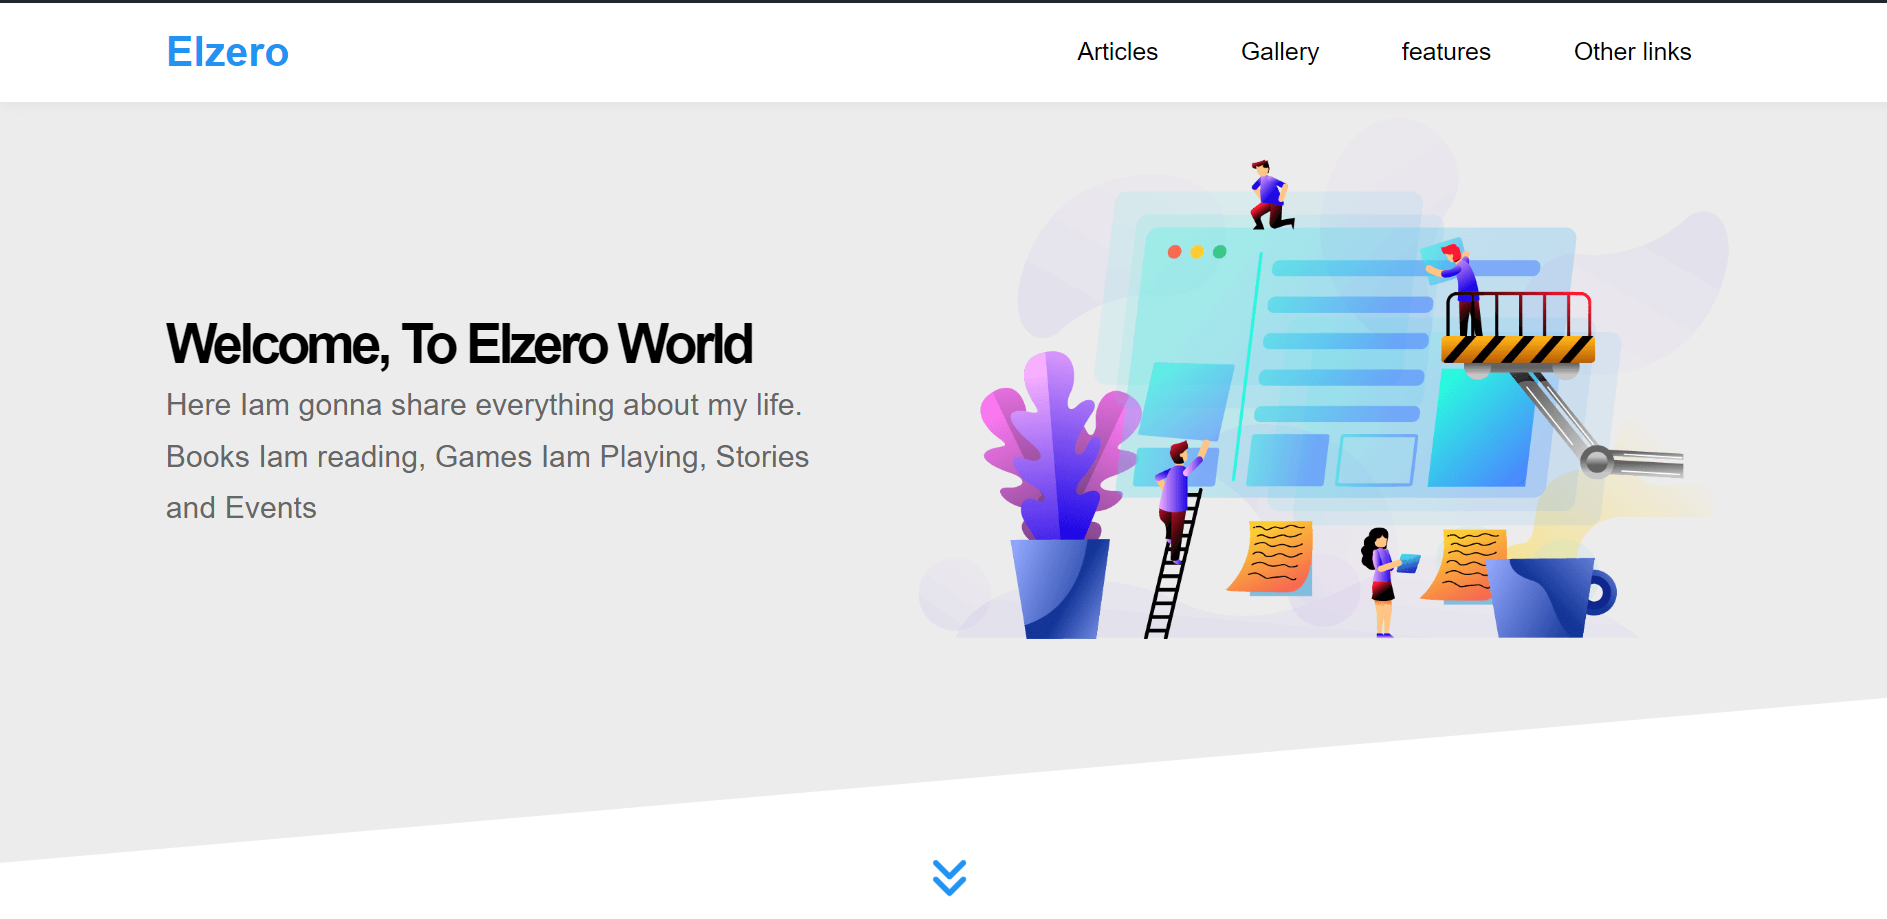 Elzero
Articles
Gallery
features
Other links
Welcome, To Elzero World
Here Iam gonna share everything about my life.
Books Iam reading, Games Iam Playing, Stories
and Events